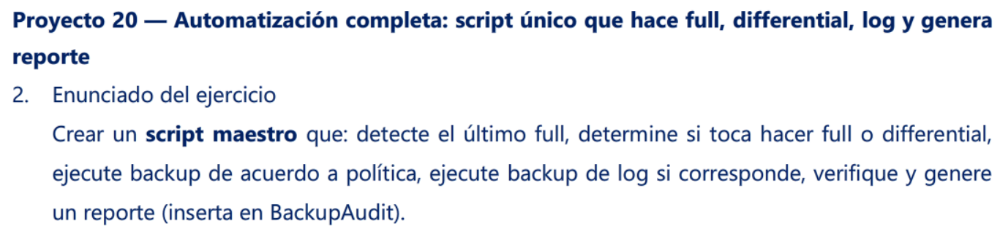 Proyecto 20 — Automatización completa: script único que hace full, differential, log y genera
reporte
2. Enunciado del ejercicio
Crear un script maestro que: detecte el último full, determine si toca hacer full o differential,
ejecute backup de acuerdo a política, ejecute backup de log si corresponde, verifique y genere
un reporte (inserta en BackupAudit).